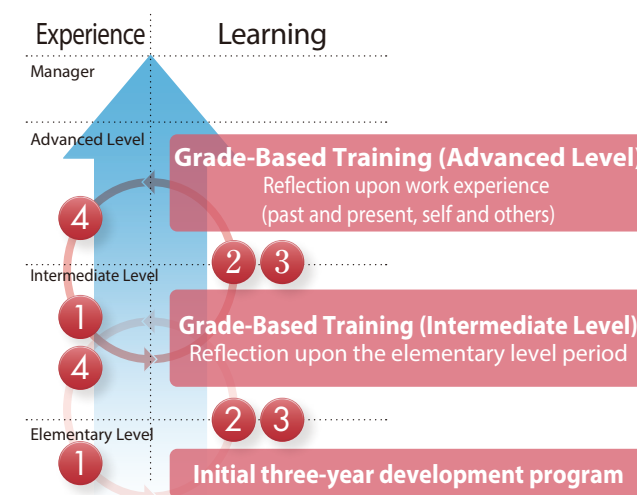 Experience Learning
Manager
Advanced Level
Grade-Based Training (Advanced Level)
Reflection upon work experience
(past and present, self and others)
4
2 3
Intermediate Level
1
Grade-Based Training (Intermediate Level)
Reflection upon the elementary level period
4
2 3
Elementary Level
1
Initial three-year development program